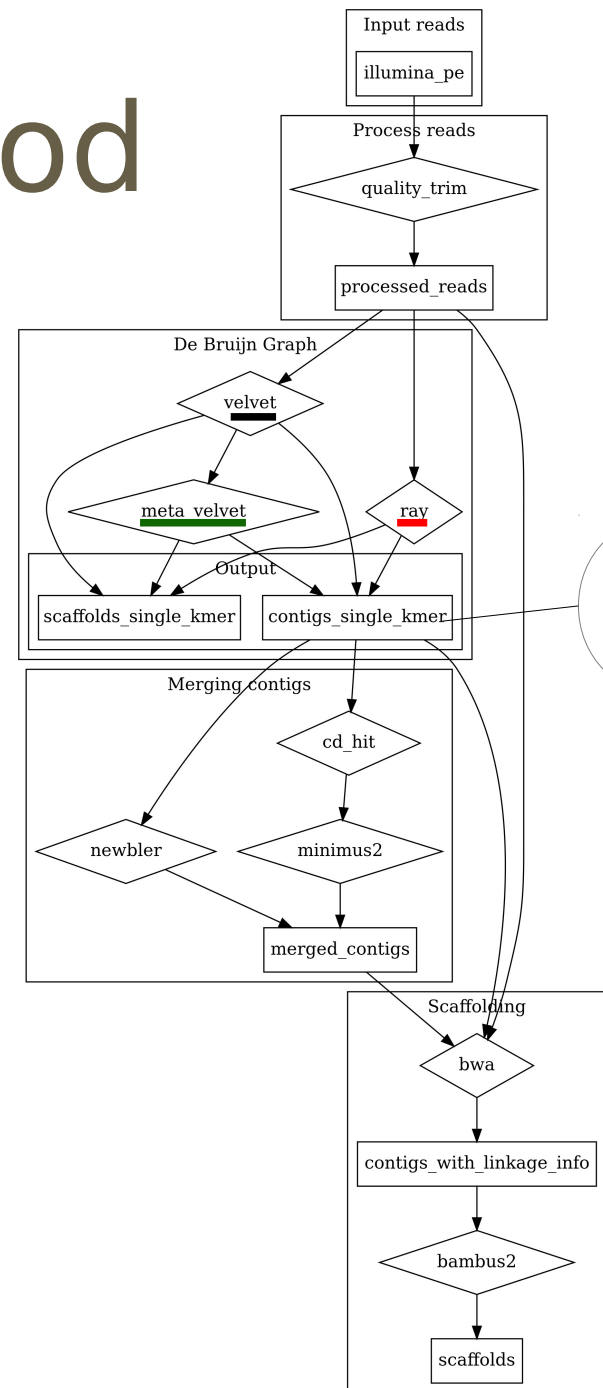 Input reads
illumina_pe
od
Process reads
quality_trim
processed_reads
De Bruijn Graph
velvet
meta_velvet
ray
Output
scaffolds_single_kmer
contigs_single_kmer
Merging contigs
cd_hit
newbler
minimus2
merged_contigs
Scaffolding
bwa
contigs_with_linkage_info
bambus2
scaffolds